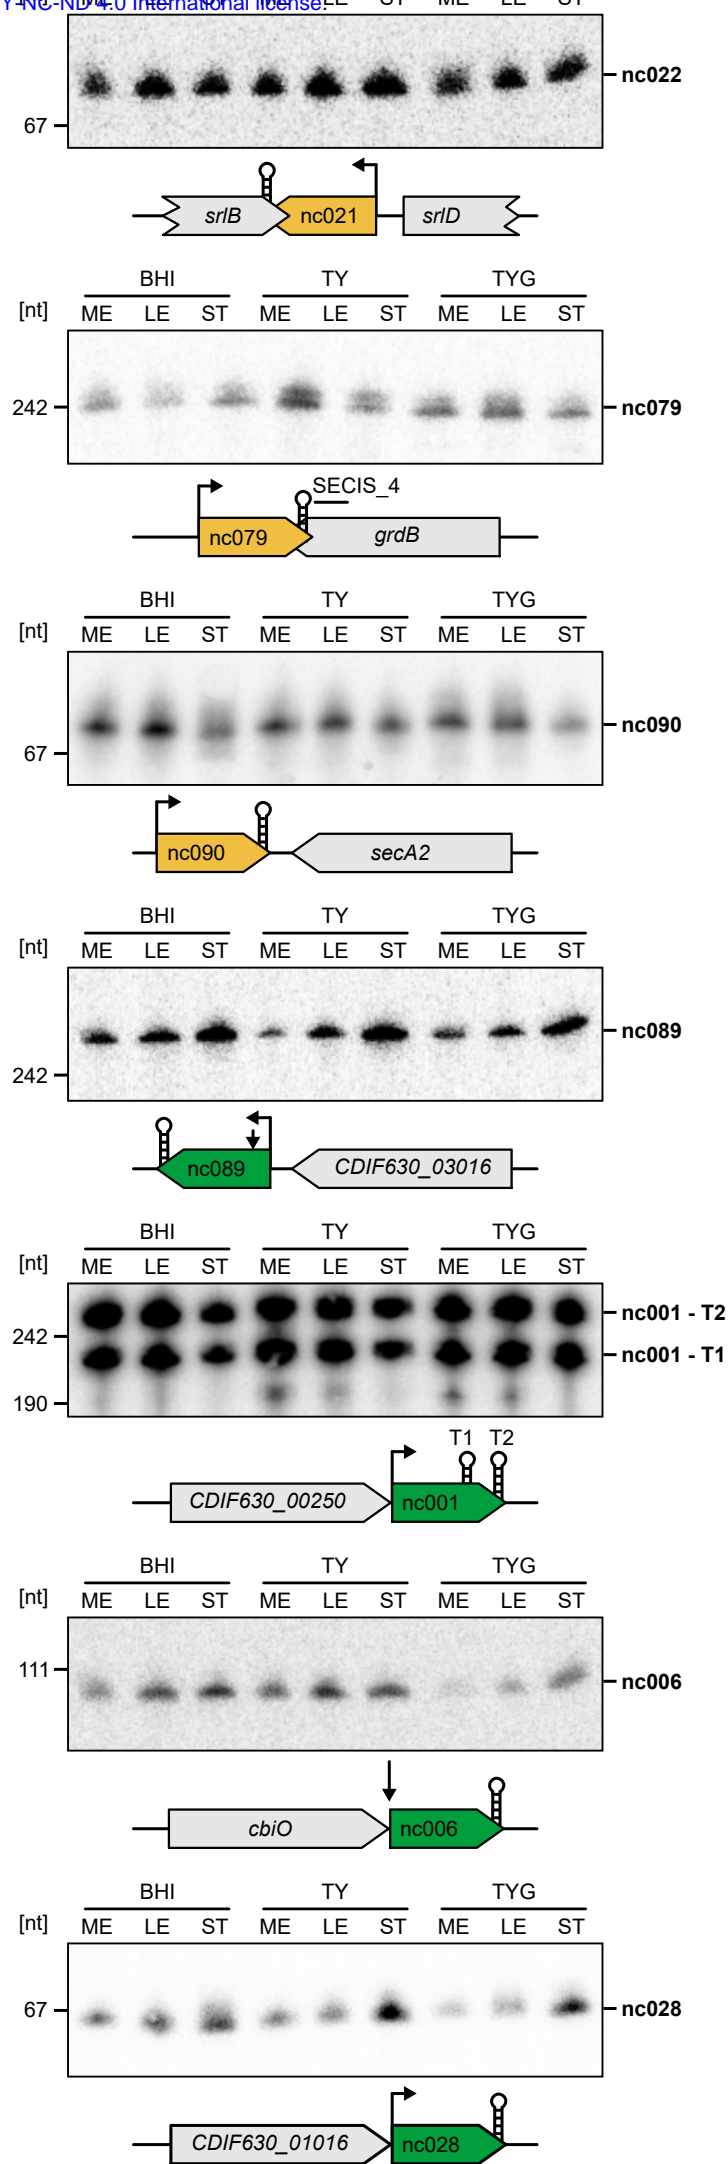 Y-NC-ND 4.0 International license.
nc022
67
srlB nc021 srlD
BHI TY TYG
[nt] ME LE ST ME LE ST ME LE ST
242 nc079
SECIS_4
nc079 grdB
BHI TY TYG
[nt] ME LE ST ME LE ST ME LE ST
nc090
67
nc090 secA2
BHI TY TYG
[nt] ME LE ST ME LE ST ME LE ST
nc089
242
nc089 CDIF630_03016
BHI TY TYG
[nt] ME LE ST ME LE ST ME LE ST
nc001 - T2
242
nc001 - T1
190
T1 T2
CDIF630_00250 nc001
BHI TY TYG
[nt] ME LE ST ME LE ST ME LE ST
111
nc006
cbiO nc006
BHI TY TYG
[nt] ME LE ST ME LE ST ME LE ST
67 nc028
CDIF630_01016 nc028